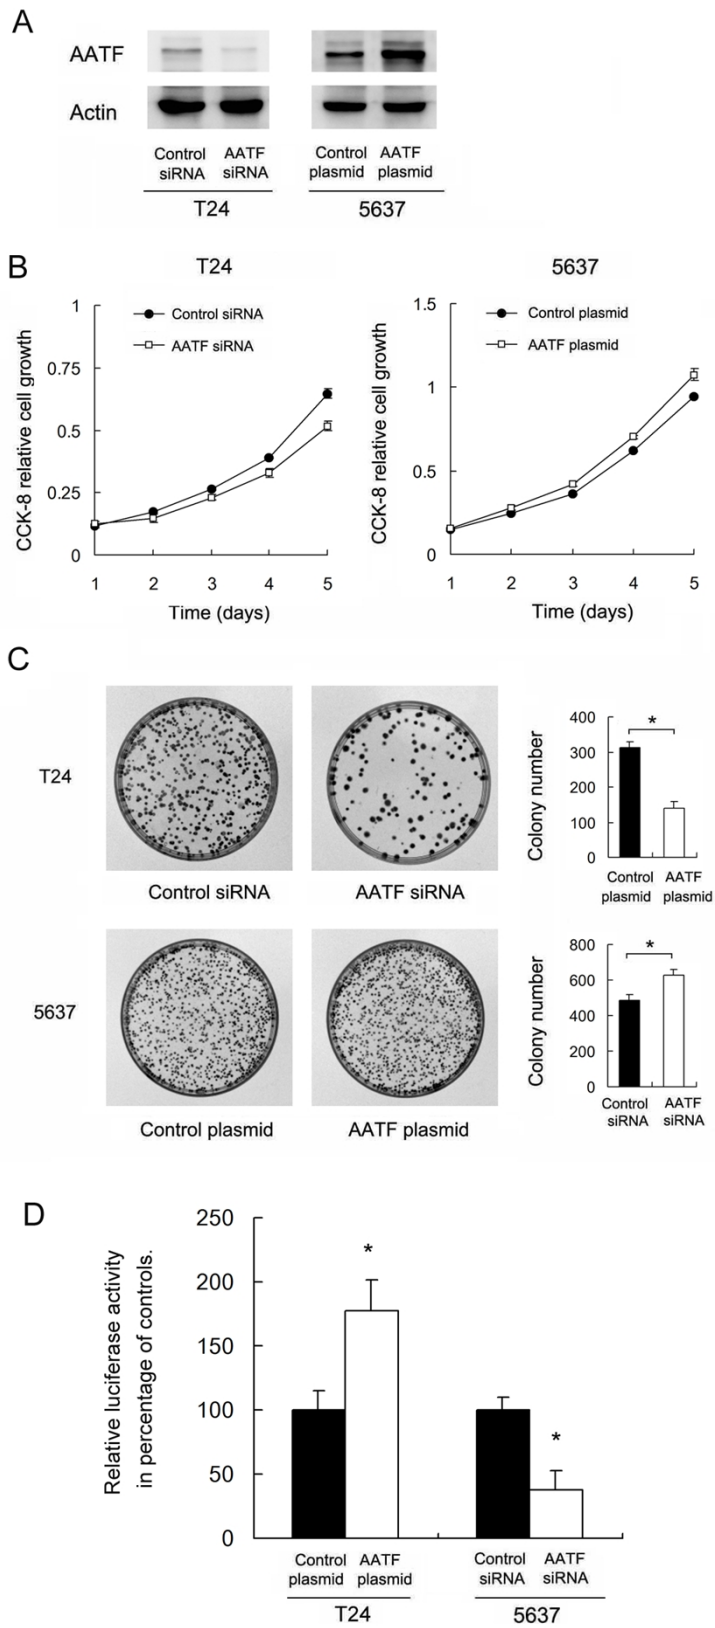 A
AATF
Actin
Control AATF
siRNA siRNA
T24
Control AATF
plasmid plasmid
5637
B
T24
CCK-8 relative cell growth
1
0.75
0.5
0.25
0
Control siRNA
AATF siRNA
1 2 3 4 5
Time (days)
5637
CCK-8 relative cell growth
1.5
1
0.5
0
Control plasmid
AATF plasmid
1 2 3 4 5
Time (days)
C
T24
Control siRNA
AATF siRNA
Colony number
400
300
200
100
0
*
Control AATF
plasmid plasmid
5637
Control plasmid
AATF plasmid
Colony number
800
600
400
200
0
*
Control AATF
siRNA siRNA
D
Relative luciferase activity
in percentage of controls.
250
200
150
100
50
0
*
*
Control AATF
plasmid plasmid
T24
Control AATF
siRNA siRNA
5637